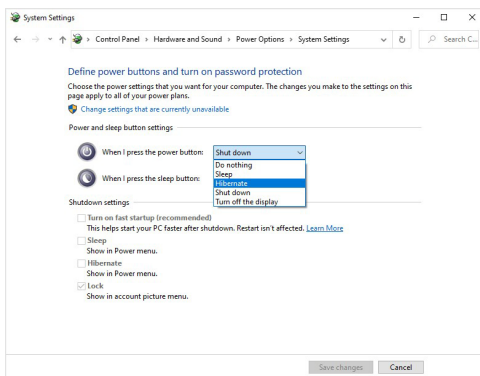 System Settings
Control Panel > Hardware and Sound > Power Options > System Settings
Search C...
Define power buttons and turn on password protection
Choose the power settings that you want for your computer. The changes you make to the settings on this
page apply to all of your power plans.
Change settings that are currently unavailable
Power and sleep button settings
When I press the power button: Shut down
Do nothing
Sleep
When I press the sleep button: Hibernate
Shut down
Turn off the display
Shutdown settings
Turn on fast startup (recommended)
This helps start your PC faster after shutdown. Restart isn't affected. Learn More
Sleep
Show in Power menu.
Hibernate
Show in Power menu.
Lock
Show in account picture menu.
Save changes Cancel